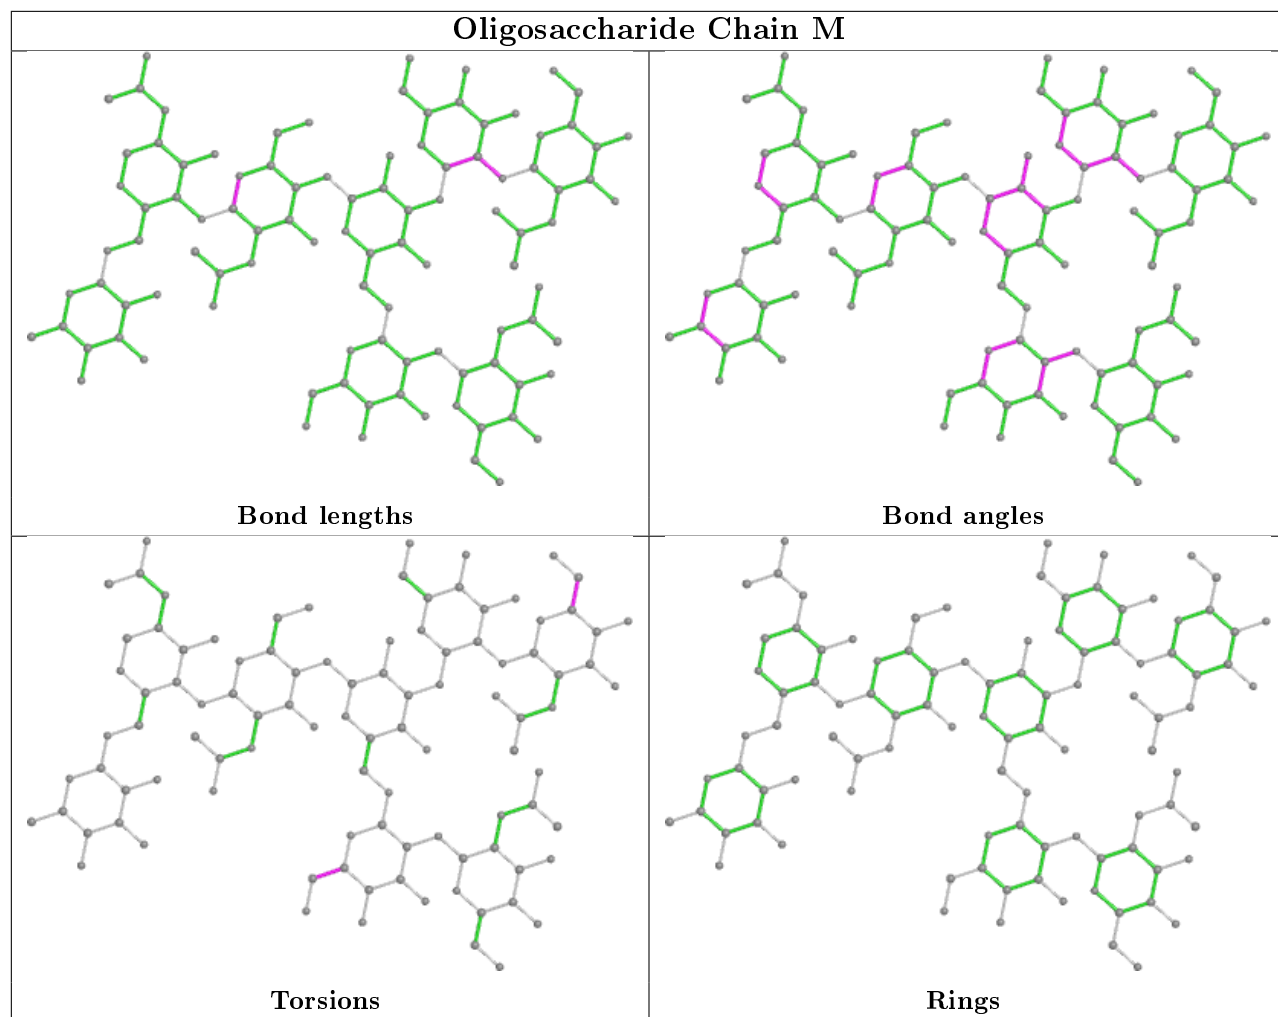 Oligosaccharide Chain M
Bond lengths
Bond angles
Torsions
Rings